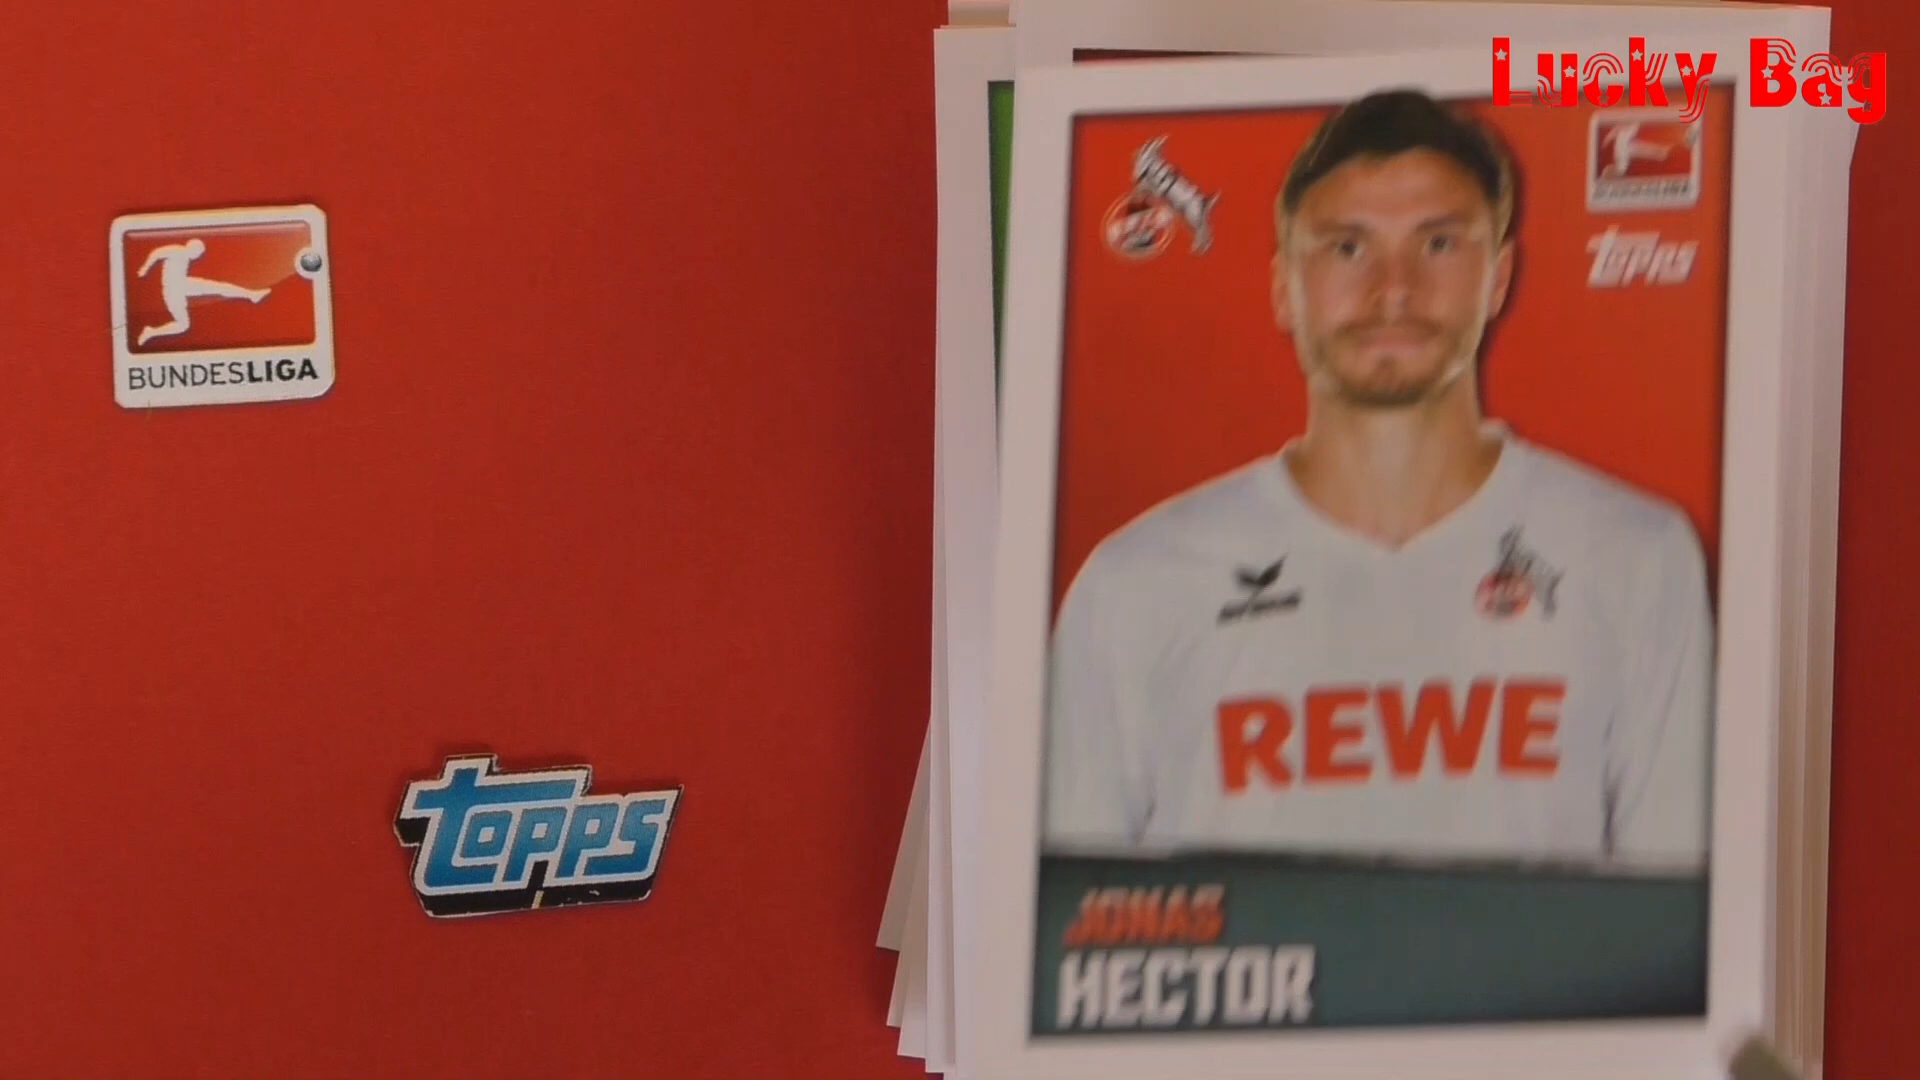 Lucky Bag
BUNDESLIGA
topps
topps
REWE
JONAS
HECTOR